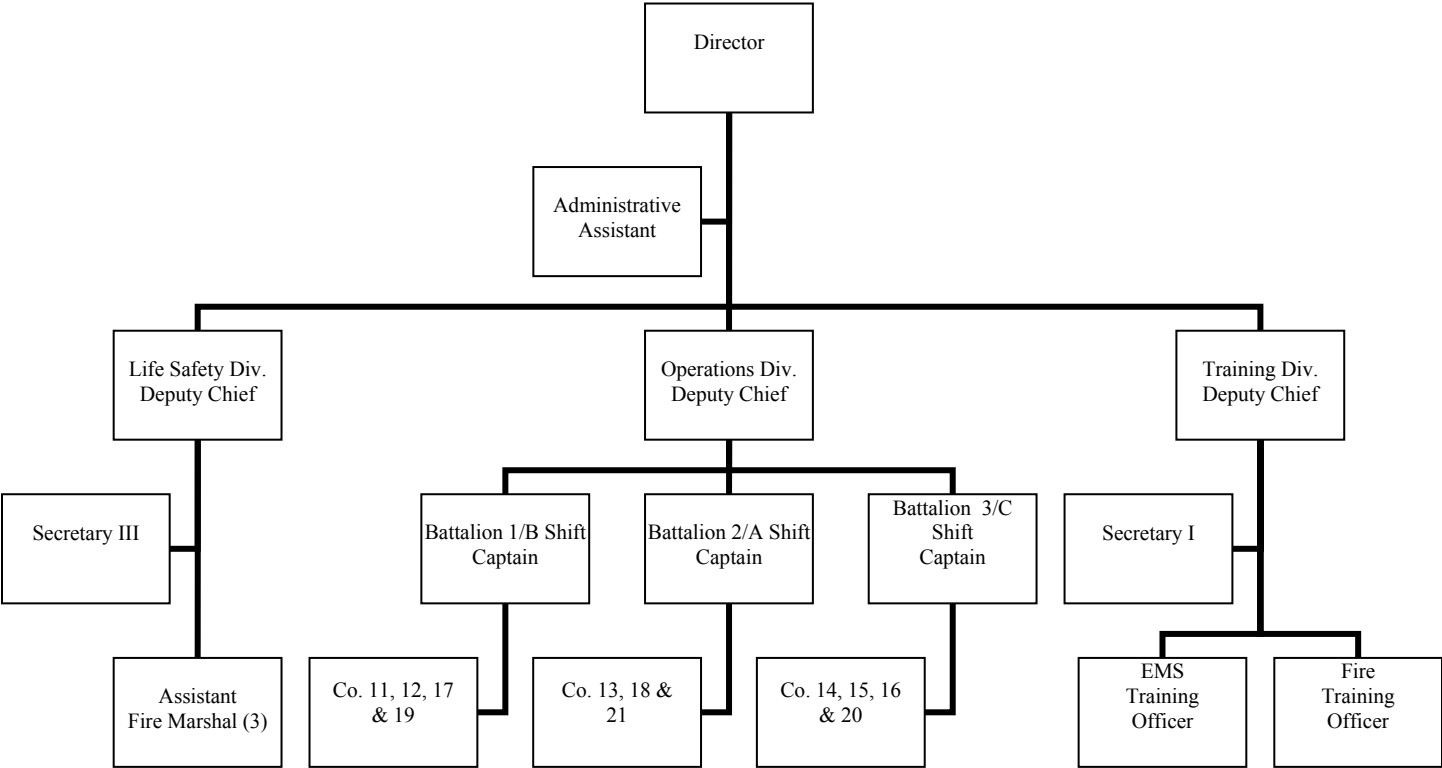 Director
Administrative
Assistant
Life Safety Div.
Deputy Chief
Operations Div.
Deputy Chief
Training Div.
Deputy Chief
Secretary III
Battalion 1/B Shift
Captain
Battalion 2/A Shift
Captain
Battalion 3/C
Shift
Captain
Secretary I
Assistant
Fire Marshal (3)
Co. 11, 12, 17
& 19
Co. 13, 18 &
21
Co. 14, 15, 16
& 20
EMS
Training
Officer
Fire
Training
Officer